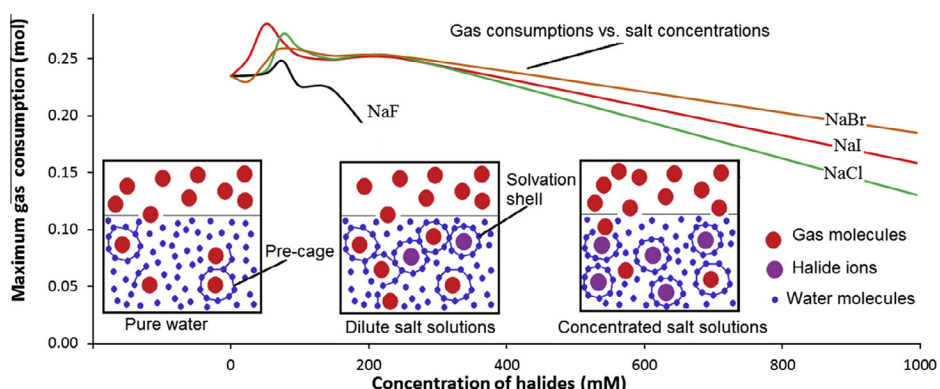 Maximum gas consumption (mol)
0.25
0.20
0.15
0.10
0.05
0.00
Gas consumptions vs. salt concentrations
NaF
NaBr
NaI
NaCl
Pre-cage
Solvation
shell
Gas molecules
Halide ions
Water molecules
Pure water
Dilute salt solutions
Concentrated salt solutions
0
200
400
600
800
1000
Concentration of halides (mM)